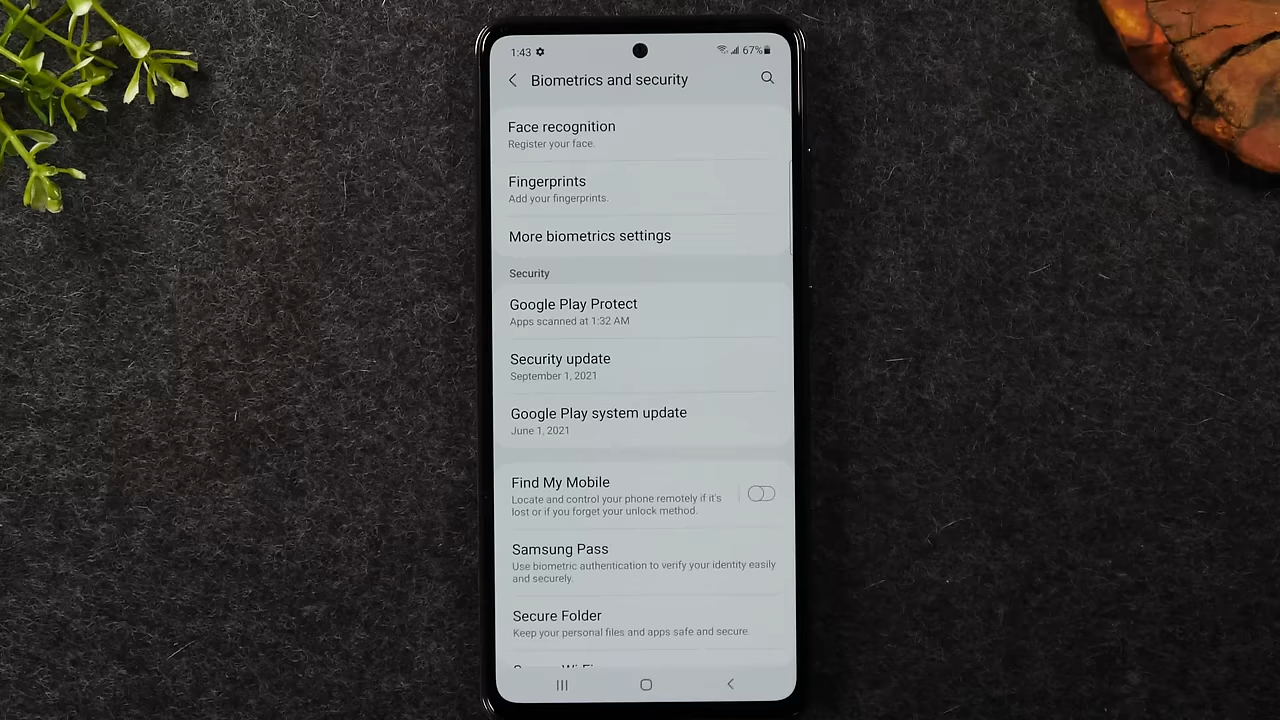 1:43
67%
Biometrics and security
Face recognition
Register your face.
Fingerprints
Add your fingerprints.
More biometrics settings
Security
Google Play Protect
Apps scanned at 1:32 AM
Security update
September 1, 2021
Google Play system update
June 1, 2021
Find My Mobile
Locate and control your phone remotely if it's
lost or if you forget your unlock method.
Samsung Pass
Use biometric authentication to verify your identity easily
and securely.
Secure Folder
Keep your personal files and apps safe and secure.